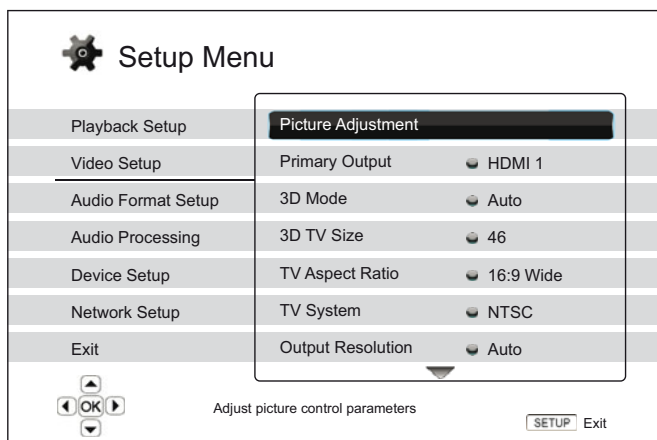 Setup Menu
Playback Setup
Video Setup
Audio Format Setup
Audio Processing
Device Setup
Network Setup
Exit
Picture Adjustment
Primary Output HDMI 1
3D Mode Auto
3D TV Size 46
TV Aspect Ratio 16:9 Wide
TV System NTSC
Output Resolution Auto
OK
Adjust picture control parameters
SETUP Exit